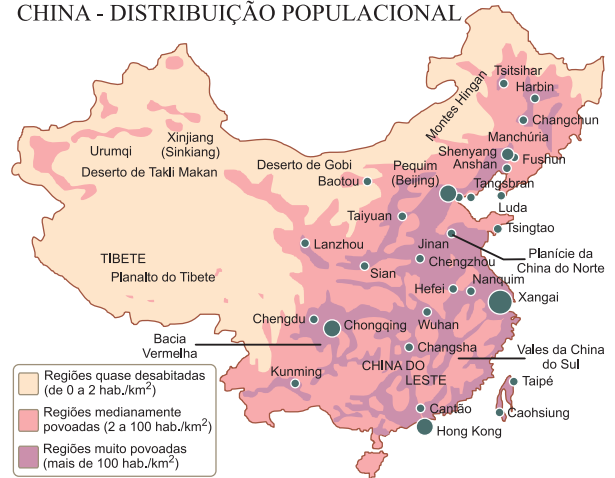 CHINA - DISTRIBUIÇÃO POPULACIONAL
Tsitsihar
Harbin
Montes Hingan
Changchun
Manchúria
Shenyang
Anshan
Fushun
Urumqi
Xinjiang
(Sinkiang)
Deserto de Takli Makan
Deserto de Gobi
Baotou
Pequim
(Beijing)
Tangsbran
Luda
Taiyuan
Tsingtao
Lanzhou
Jinan
Planície da
China do Norte
TIBETE
Planalto do Tibete
Sian
Chengzhou
Hefei
Nanquim
Xangai
Chengdu
Chongqing
Wuhan
Bacia
Vermelha
Changsha
Vales da China
do Sul
Kunming
CHINA DO
LESTE
Taipé
Cantão
Caohsiung
Hong Kong
Regiões quase desabitadas
(de 0 a 2 hab./km²)
Regiões medianamente
povoadas (2 a 100 hab./km²)
Regiões muito povoadas
(mais de 100 hab./km²)